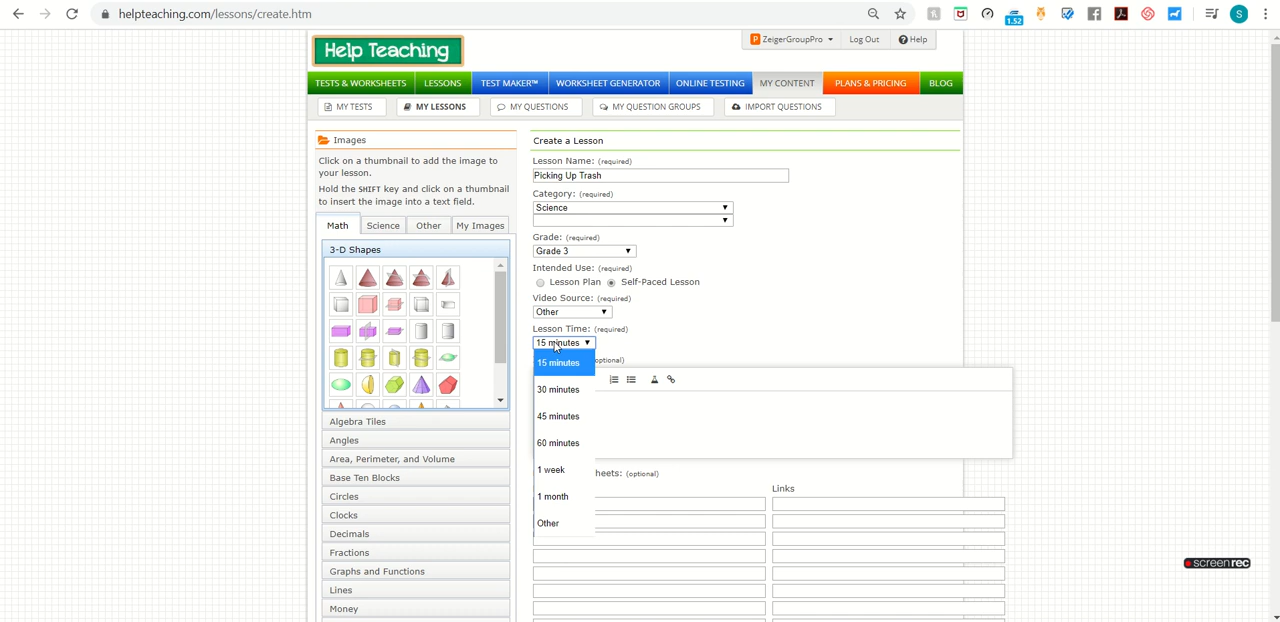 helpteaching.com/lessons/create.htm
1.52
S
Help Teaching
P ZeigerGroupPro
Log Out
Help
TESTS & WORKSHEETS
LESSONS
TEST MAKER™
WORKSHEET GENERATOR
ONLINE TESTING
MY CONTENT
PLANS & PRICING
BLOG
MY TESTS
MY LESSONS
MY QUESTIONS
MY QUESTION GROUPS
IMPORT QUESTIONS
Images
Click on a thumbnail to add the image to
your lesson.
Hold the SHIFT key and click on a thumbnail
to insert the image into a text field.
Math
Science
Other
My Images
3-D Shapes
Algebra Tiles
Angles
Area, Perimeter, and Volume
Base Ten Blocks
Circles
Clocks
Decimals
Fractions
Graphs and Functions
Lines
Money
Create a Lesson
Lesson Name: (required)
Picking Up Trash
Category: (required)
Science
Grade: (required)
Grade 3
Intended Use: (required)
Lesson Plan
Self-Paced Lesson
Video Source: (required)
Other
Lesson Time: (required)
15 minutes
15 minutes
30 minutes
45 minutes
60 minutes
1 week
1 month
Other
optional)
heets: (optional)
Links
screenrec